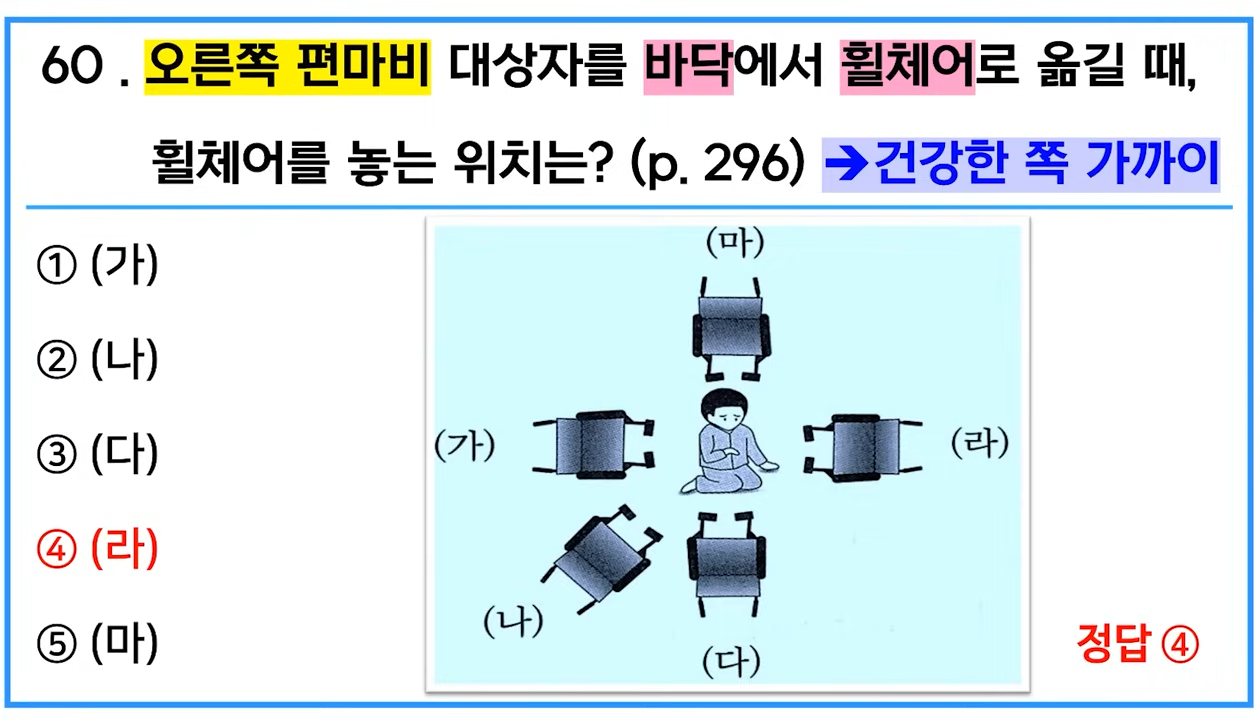 60 . 오른쪽 편마비 대상자를 바닥에서 휠체어로 옮길 때,
휠체어를 놓는 위치는? (p. 296) ➔건강한 쪽 가까이
① (가)
② (나)
③ (다)
④ (라)
⑤ (마)
(마)
(가)
(라)
(나)
(다)
정답 ④